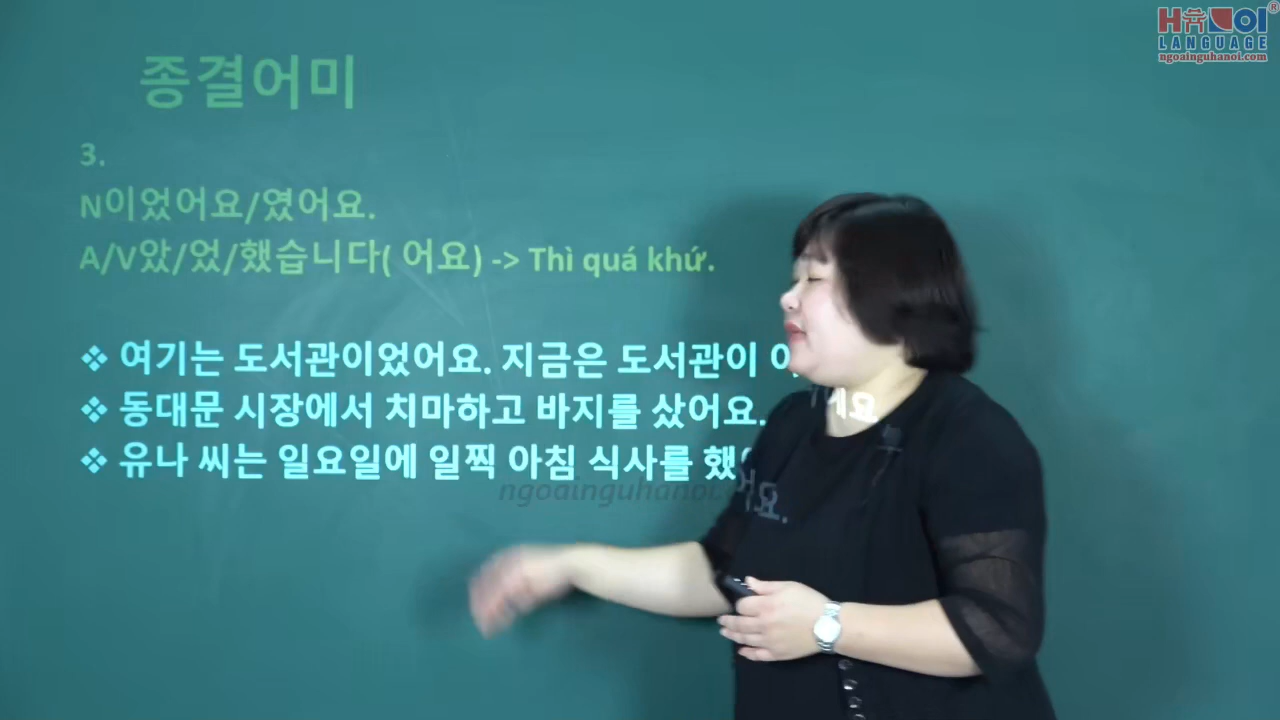 HANOI
LANGUAGE
ngoainguhanoi.com
종결어미
3.
N이었어요/였어요.
A/V았/었/했습니다( 어요) -> Thì quá khứ.
❖ 여기는 도서관이었어요. 지금은 도서관이
❖ 동대문 시장에서 치마하고 바지를 샀어요.
❖ 유나 씨는 일요일에 일찍 아침 식사를